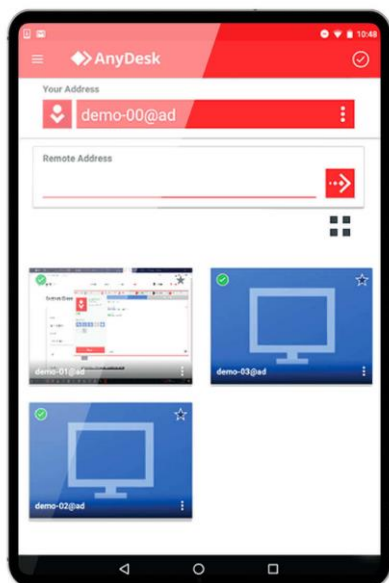 10:48
AnyDesk
Your Address
demo-00@ad
Remote Address
demo-01@ad
demo-03@ad
demo-02@ad